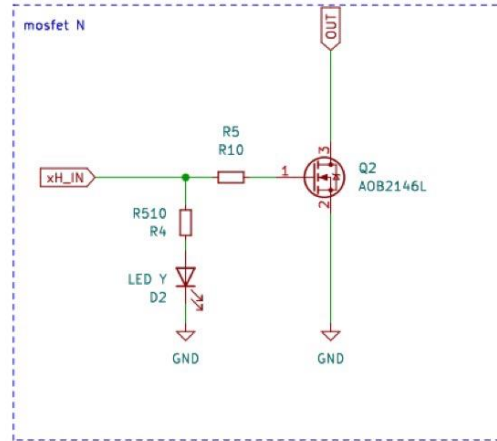 mosfet N
OUT
R5
R10
xH_IN
1
3
2
Q2
AOB2146L
R510
R4
LED Y
D2
GND
GND